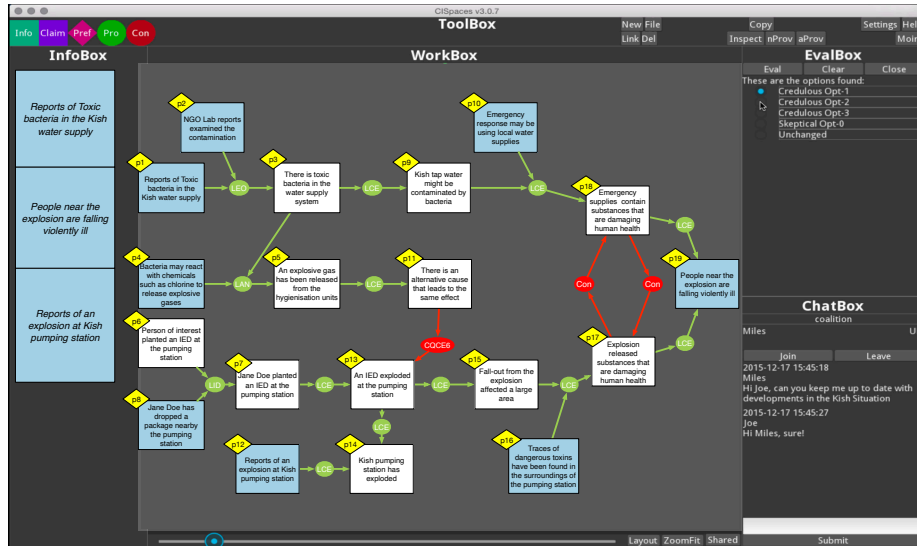 CISpaces v3.0.7
Info Claim Pref Pro Con
ToolBox
New File
Link Del
Copy
Inspect nProv aProv
Settings
InfoBox
Reports of Toxic
bacteria in the Kish
water supply
People near the
explosion are falling
violently ill
Reports of an
explosion at Kish
pumping station
WorkBox
p2
NGO Lab reports
examined the
contamination
p10
Emergency
response may be
using local water
supplies
p1
Reports of Toxic
bacteria in the
Kish water supply
LEO
p3
There is toxic
bacteria in the
water supply
system
LCE
p9
Kish tap water
might be
contaminated by
bacteria
LCE
p18
Emergency
supplies contain
substances that
are damaging
human health
LCE
p4
Bacteria may react
with chemicals
such as chlorine to
release explosive
gases
LAN
p5
An explosive gas
has been released
from the
hygienisation units
LCE
p11
There is an
alternative cause
that leads to the
same effect
Con
Con
p19
People near the
explosion are
falling violently ill
p6
Person of interest
planted an IED at
the pumping
station
CQCE6
p17
Explosion
released
substances that
are damaging
human health
LCE
LID
p7
Jane Doe planted
an IED at the
pumping station
LCE
p13
An IED exploded
at the pumping
station
LCE
p15
Fall-out from the
explosion
affected a large
area
LCE
p8
Jane Doe has
dropped a
package nearby
the pumping
station
LCE
p12
Reports of an
explosion at Kish
pumping station
LCE
p14
Kish pumping
station has
exploded
p16
Traces of
dangerous toxins
have been found in
the surroundings of
the pumping station
Layout ZoomFit Shared
EvalBox
Eval Clear Close
These are the options found:
Credulous Opt-1
Credulous Opt-2
Credulous Opt-3
Skeptical Opt-0
Unchanged
ChatBox
coalition
Miles
Join Leave
2015-12-17 15:45:18
Miles
Hi Joe, can you keep me up to date with
developments in the Kish Situation
2015-12-17 15:45:27
Joe
Hi Miles, sure!
Submit